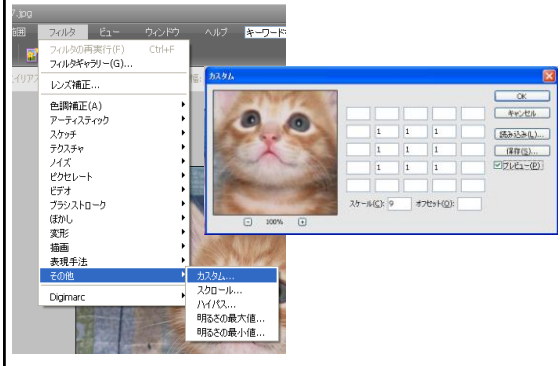 7.jpg
フィルタ ビュー ウィンドウ ヘルプ キーワード
フィルタの再実行(F) Ctrl+F
フィルタギャラリー(G)...
レンズ補正...
色調補正(A)
アーティスティック
スケッチ
テクスチャ
ノイズ
ピクセレート
ビデオ
ブラシストローク
ぼかし
変形
描画
表現手法
その他
Digimarc
カスタム...
スクロール...
ハイパス...
明るさの最大値...
明るさの最小値...
カスタム
OK
キャンセル
読み込み(L)...
保存(S)...
プレビュー(P)
1 1 1
1 1 1
1 1 1
スケール(C): 9 オフセット(O):
100%